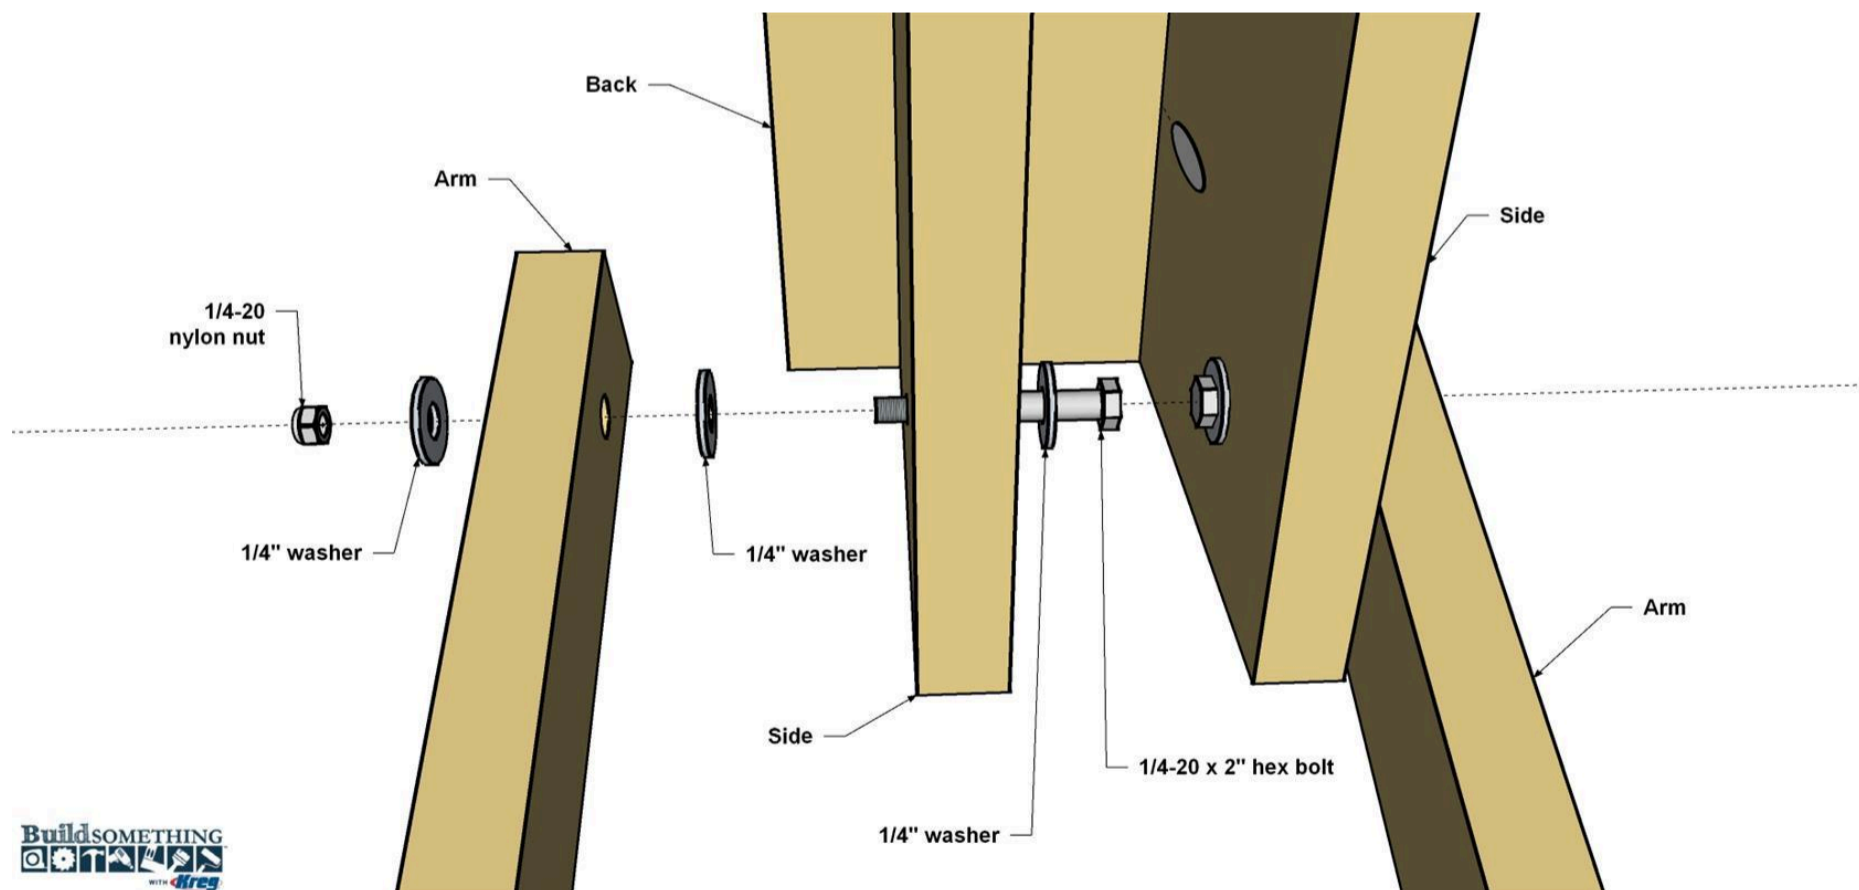 Back
Arm
Side
1/4-20
nylon nut
1/4" washer
1/4" washer
Arm
Side
1/4-20 x 2" hex bolt
1/4" washer
BuildSOMETHING
WITH Kreg